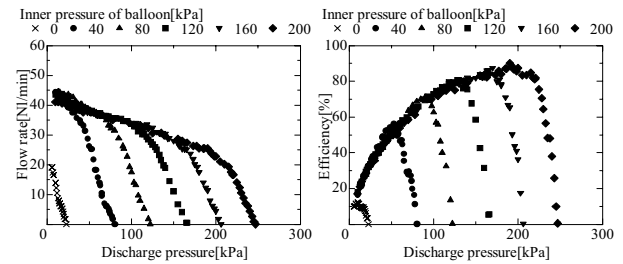 Inner pressure of balloon[kPa]
× 0 ● 40 ▲ 80 ■ 120 ▼ 160 ◆ 200
Flow rate[Nl/min]
60
50
40
30
20
10
0 100 200 300
Discharge pressure[kPa]
Inner pressure of balloon[kPa]
× 0 ● 40 ▲ 80 ■ 120 ▼ 160 ◆ 200
Efficiency[%]
100
80
60
40
20
0 100 200 300
Discharge pressure[kPa]